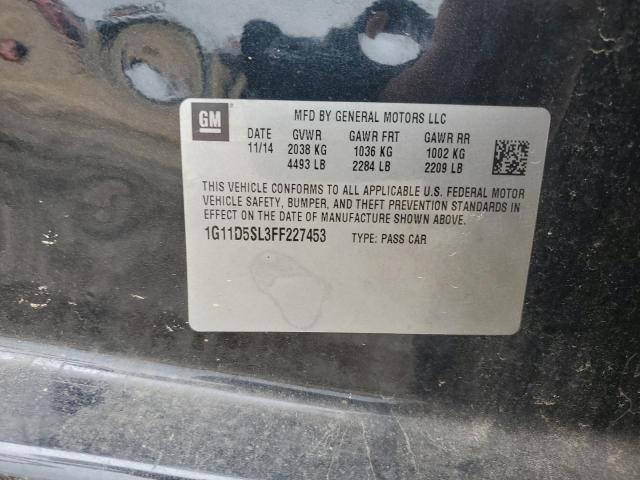 GM
MFD BY GENERAL MOTORS LLC
DATE GVWR GAWR FRT GAWR RR
11/14 2038 KG 1036 KG 1002 KG
4493 LB 2284 LB 2209 LB
THIS VEHICLE CONFORMS TO ALL APPLICABLE U.S. FEDERAL MOTOR
VEHICLE SAFETY, BUMPER, AND THEFT PREVENTION STANDARDS IN
EFFECT ON THE DATE OF MANUFACTURE SHOWN ABOVE.
1G11D5SL3FF227453 TYPE: PASS CAR